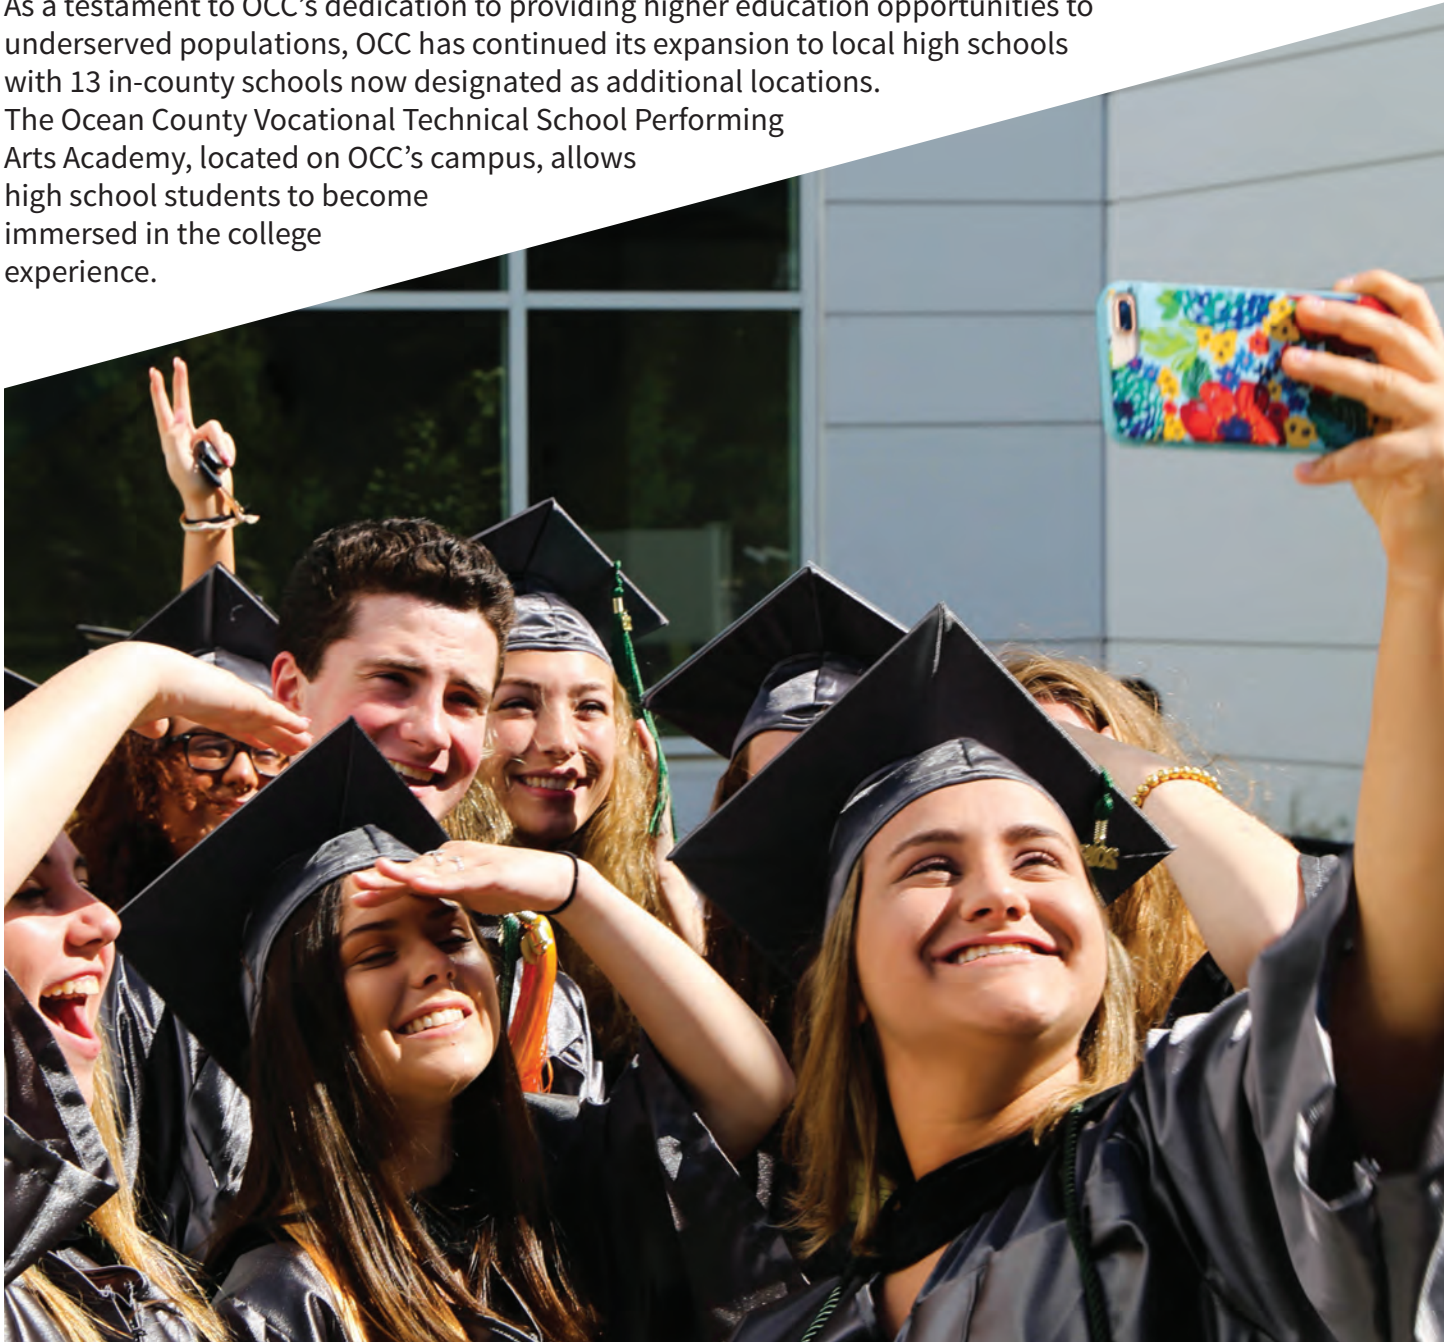 As a testament to OCC’s dedication to providing higher education opportunities to
underserved populations, OCC has continued its expansion to local high schools
with 13 in-county schools now designated as additional locations.
The Ocean County Vocational Technical School Performing
Arts Academy, located on OCC’s campus, allows
high school students to become
immersed in the college
experience.